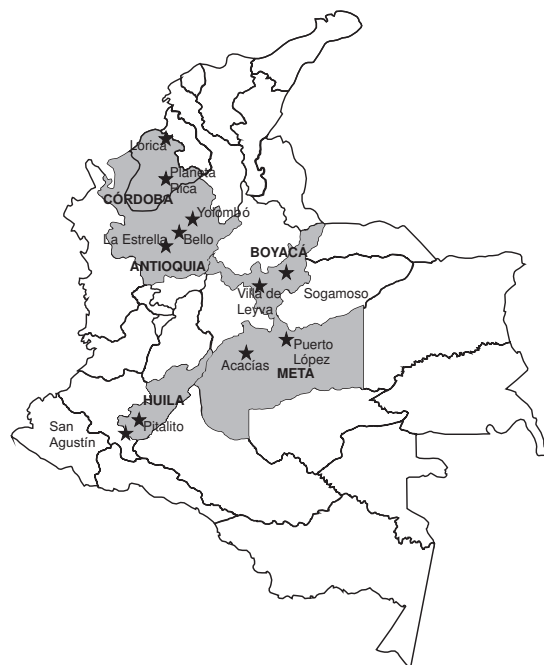 Lorica
Planeta
Rica
CÓRDOBA
Yolombó
La Estrella
Bello
ANTIOQUIA
BOYACÁ
Villa de
Leyva
Sogamoso
Puerto
López
Acacías
META
HUILA
Pitalito
San
Agustín